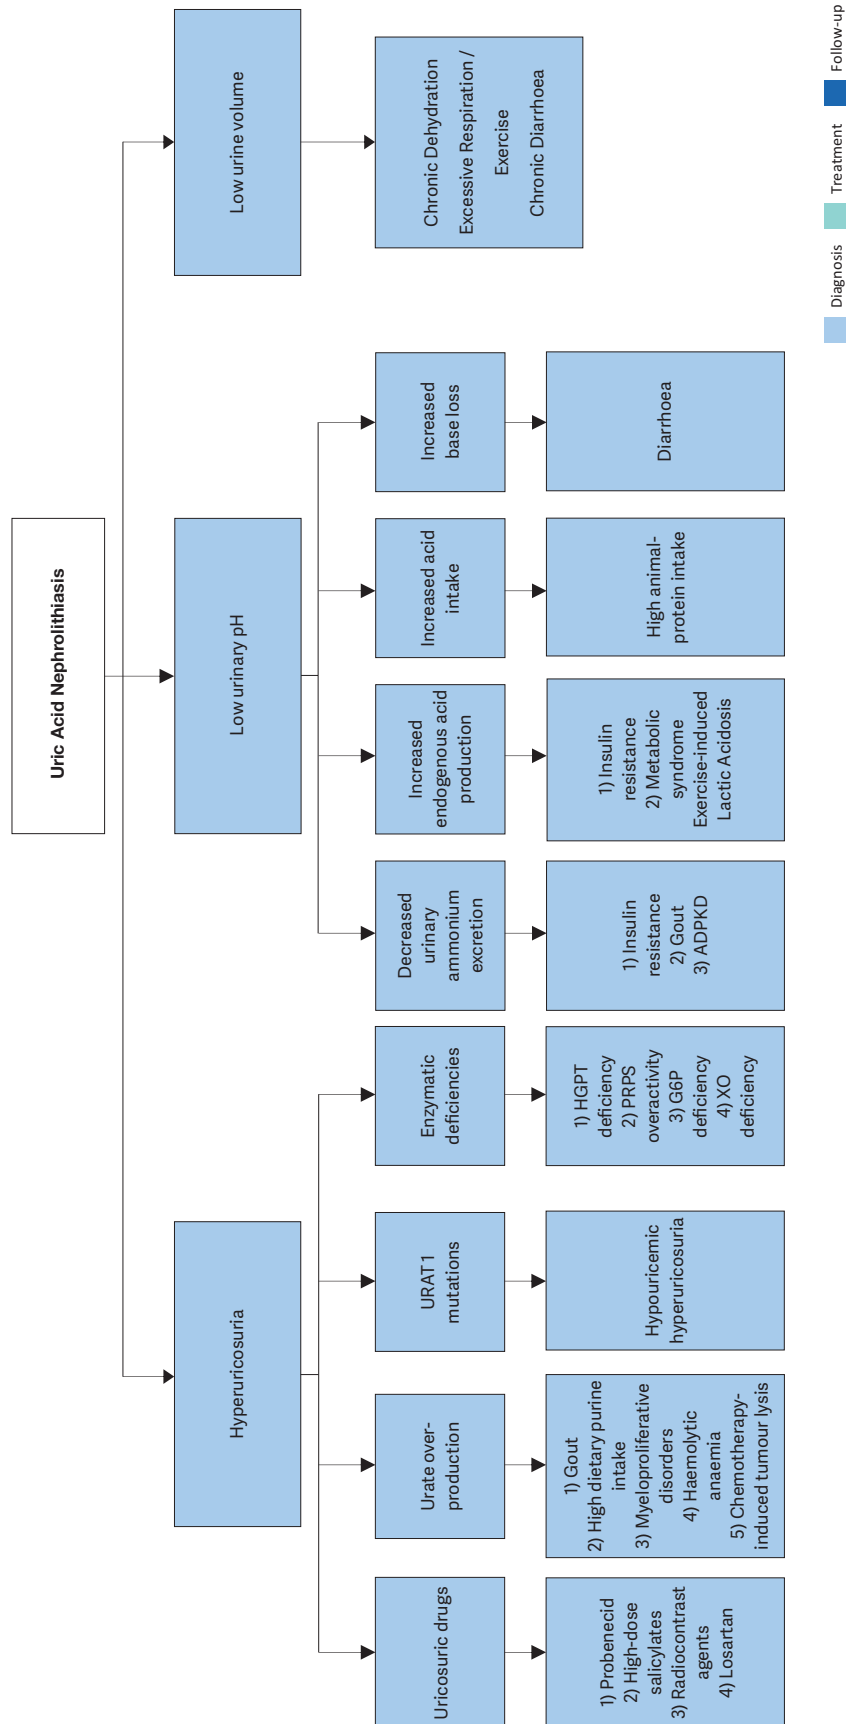 Uric Acid Nephrolithiasis
Hyperuricosuria
Low urinary pH
Low urine volume
Uricosuric drugs
Urate over-
production
URAT1
mutations
Enzymatic
deficiencies
Decreased
urinary
ammonium
excretion
Increased
endogenous acid
production
Increased acid
intake
Increased
base loss
Chronic Dehydration
Excessive Respiration /
Exercise
Chronic Diarrhoea
1) Probenecid
2) High-dose
salicylates
3) Radiocontrast
agents
4) Losartan
1) Gout
2) High dietary purine
intake
3) Myeloproliferative
disorders
4) Haemolytic
anaemia
5) Chemotherapy-
induced tumour lysis
Hypouricemic
hyperuricosuria
1) HGPT
deficiency
2) PRPS
overactivity
3) G6P
deficiency
4) XO
deficiency
1) Insulin
resistance
2) Gout
3) ADPKD
1) Insulin
resistance
2) Metabolic
syndrome
Exercise-induced
Lactic Acidosis
High animal-
protein intake
Diarrhoea
Diagnosis
Treatment
Follow-up